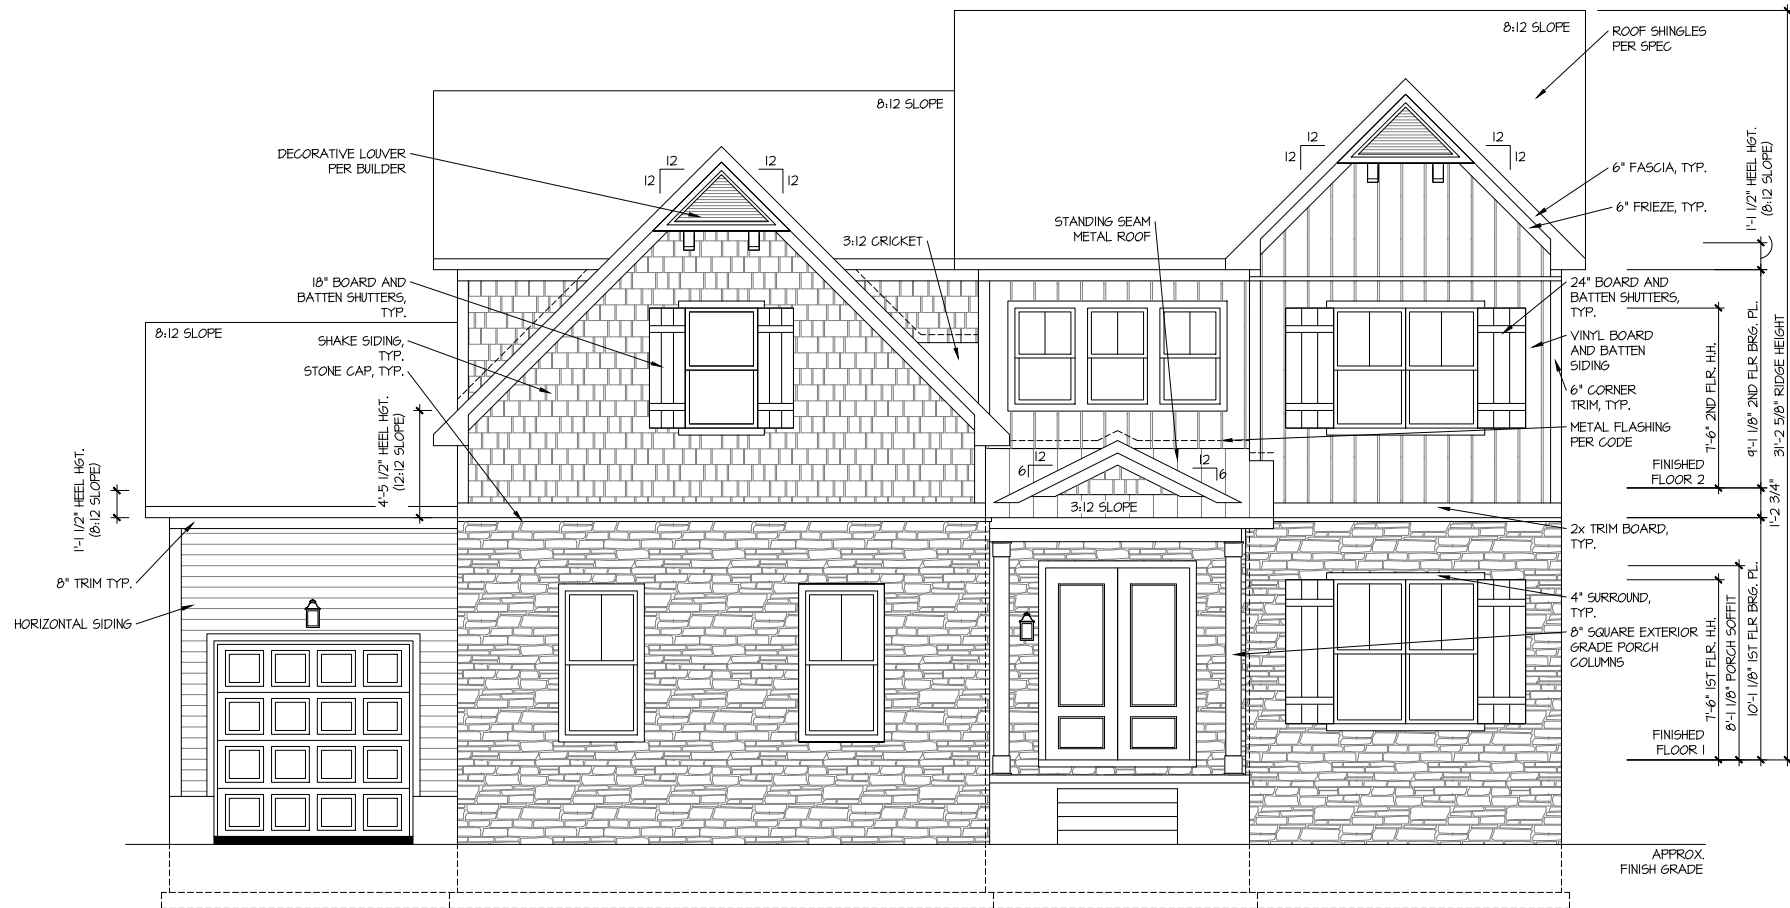 8:12 SLOPE
ROOF SHINGLES
PER SPEC
8:12 SLOPE
DECORATIVE LOUVER
PER BUILDER
12
12
12
12
12
12
12
12
6" FASCIA, TYP.
6" FRIEZE, TYP.
1'-1 1/2" HEEL HGT.
(8:12 SLOPE)
STANDING SEAM
METAL ROOF
3:12 CRICKET
18" BOARD AND
BATTEN SHUTTERS,
TYP.
24" BOARD AND
BATTEN SHUTTERS,
TYP.
8:12 SLOPE
SHAKE SIDING,
TYP.
STONE CAP, TYP.
VINYL BOARD
AND BATTEN
SIDING
6" CORNER
TRIM, TYP.
METAL FLASHING
PER CODE
7'-6" 2ND FLR. H.H.
9'-1 1/8" 2ND FLR BRG. PL.
31'-2 5/8" RIDGE HEIGHT
4'-5 1/2" HEEL HGT.
(12:12 SLOPE)
1'-1 1/2" HEEL HGT.
(8:12 SLOPE)
12
6
12
6
FINISHED
FLOOR 2
3:12 SLOPE
1'-2 3/4"
2x TRIM BOARD,
TYP.
8" TRIM TYP.
HORIZONTAL SIDING
4" SURROUND,
TYP.
8" SQUARE EXTERIOR
GRADE PORCH
COLUMNS
7'-6" 1ST FLR. H.H.
8'-1 1/8" PORCH SOFFIT
10'-1 1/8" 1ST FLR BRG. PL.
FINISHED
FLOOR 1
APPROX.
FINISH GRADE